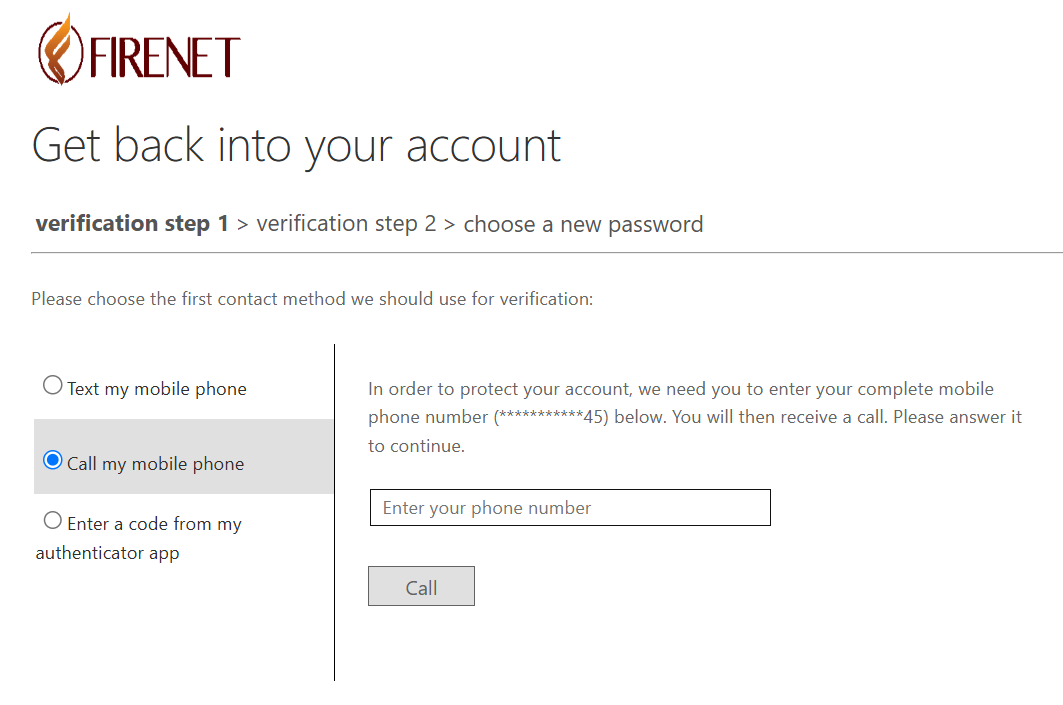 FIRENET
Get back into your account
verification step 1 > verification step 2 > choose a new password
Please choose the first contact method we should use for verification:
Text my mobile phone
Call my mobile phone
Enter a code from my
authenticator app
In order to protect your account, we need you to enter your complete mobile
phone number (***********45) below. You will then receive a call. Please answer it
to continue.
Enter your phone number
Call